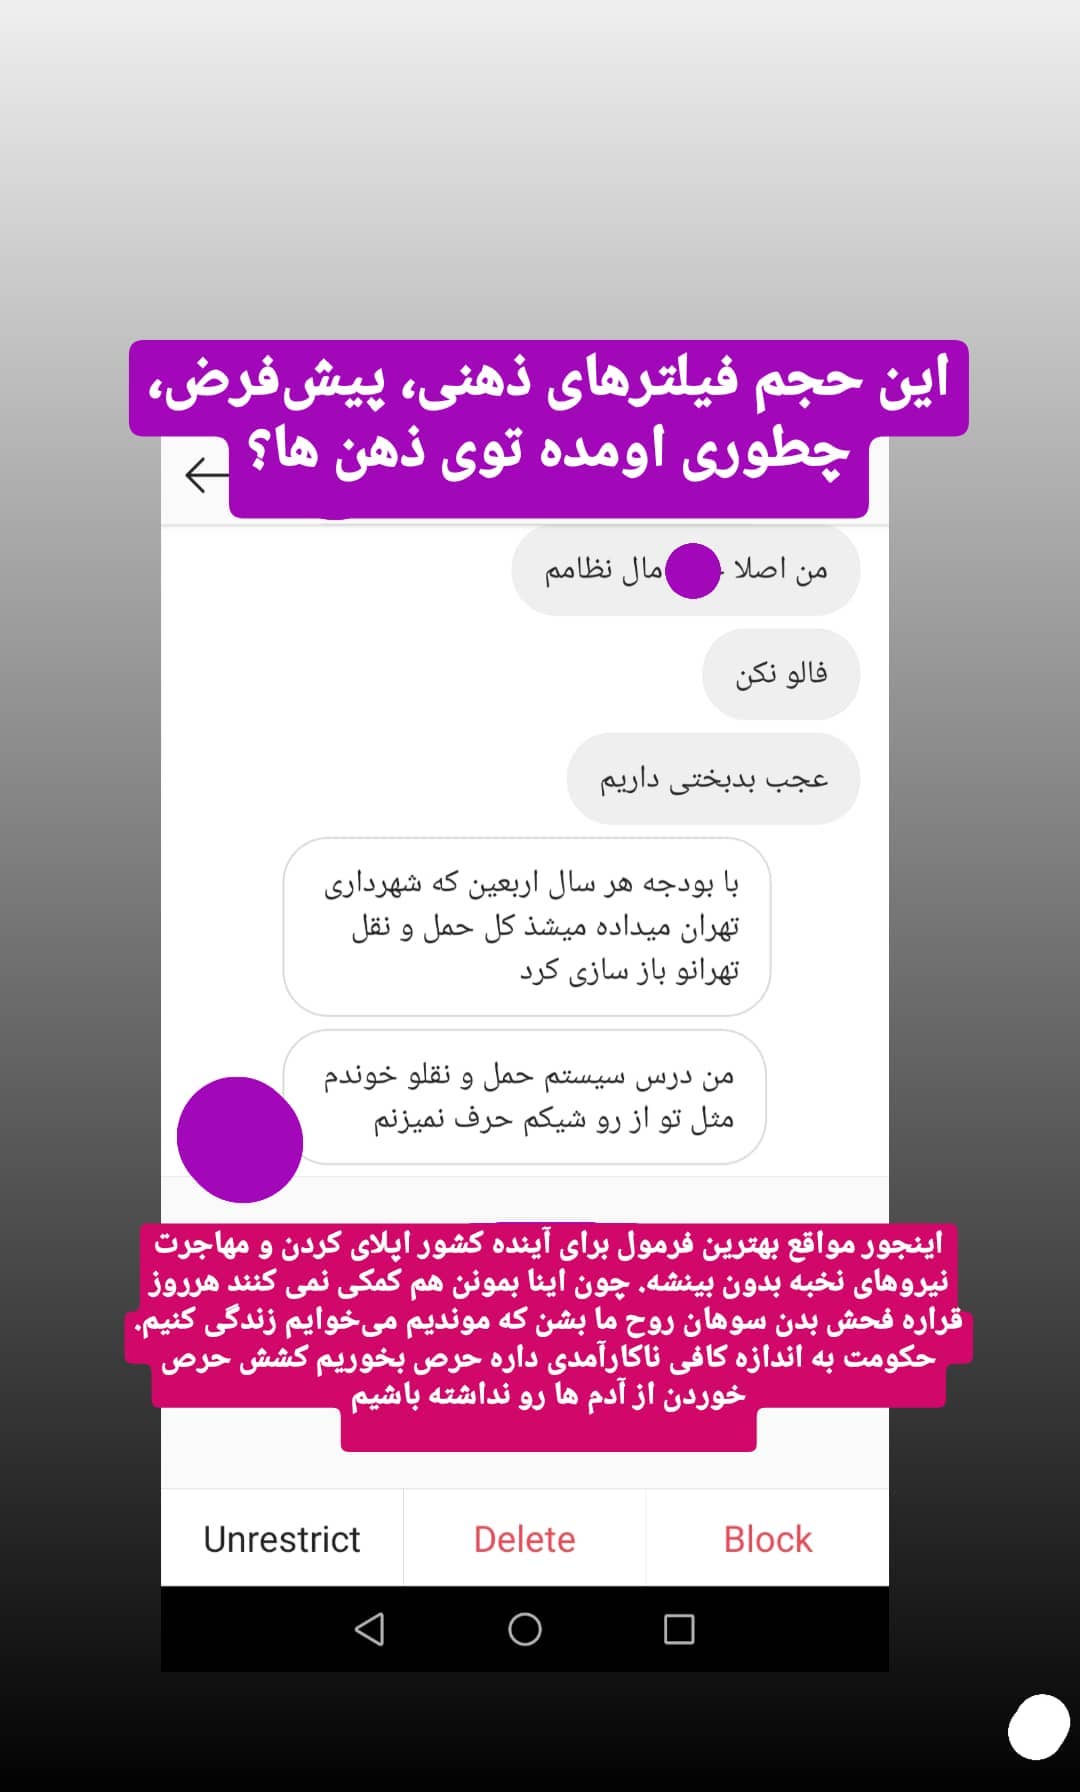 این حجم فیلترهای ذهنی، پیش‌فرض،
چطوری اومده توی ذهن ها؟
من اصلا مال نظامم
فالو نکن
عجب بدبختی داریم
با بودجه هر سال اربعین که شهرداری
تهران میداده میشذ کل حمل و نقل
تهرانو باز سازی کرد
من درس سیستم حمل و نقلو خوندم
مثل تو از رو شیکم حرف نمیزنم
اینجور مواقع بهترین فرمول برای آینده کشور اپلای کردن و مهاجرت
نیروهای نخبه بدون بینشه. چون اینا بمونن هم کمکی نمی کنند هرروز
قراره فحش بدن سوهان روح ما بشن که موندیم می‌خوایم زندگی کنیم.
حکومت به اندازه کافی ناکارآمدی داره حرص بخوریم کشش حرص
خوردن از آدم ها رو نداشته باشیم
Unrestrict
Delete
Block